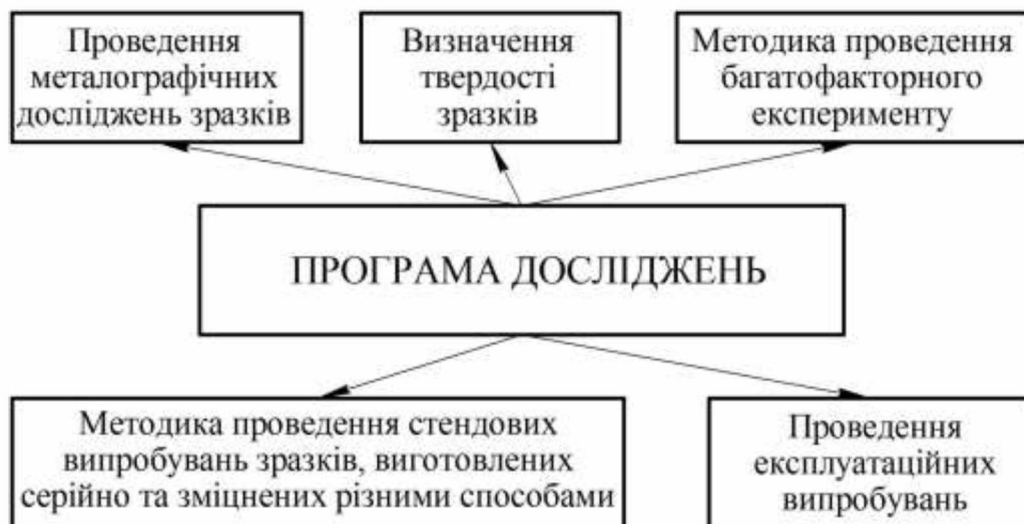 Проведення
металографічних
досліджень зразків
Визначення
твердості
зразків
Методика проведення
багатофакторного
експерименту
ПРОГРАМА ДОСЛІДЖЕНЬ
Методика проведення стендових
випробувань зразків, виготовлених
серійно та зміцнених різними способами
Проведення
експлуатаційних
випробувань